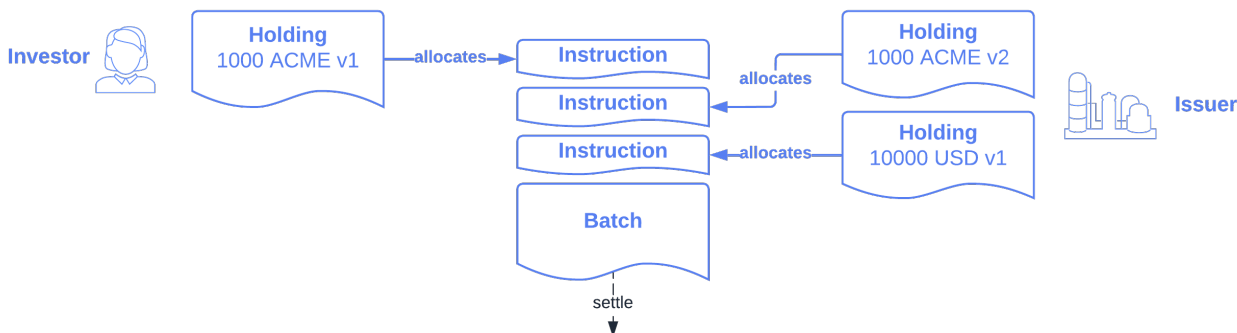 Investor
Holding
1000 ACME v1
allocates
Instruction
Instruction
Instruction
Batch
settle
allocates
allocates
Holding
1000 ACME v2
Holding
10000 USD v1
Issuer